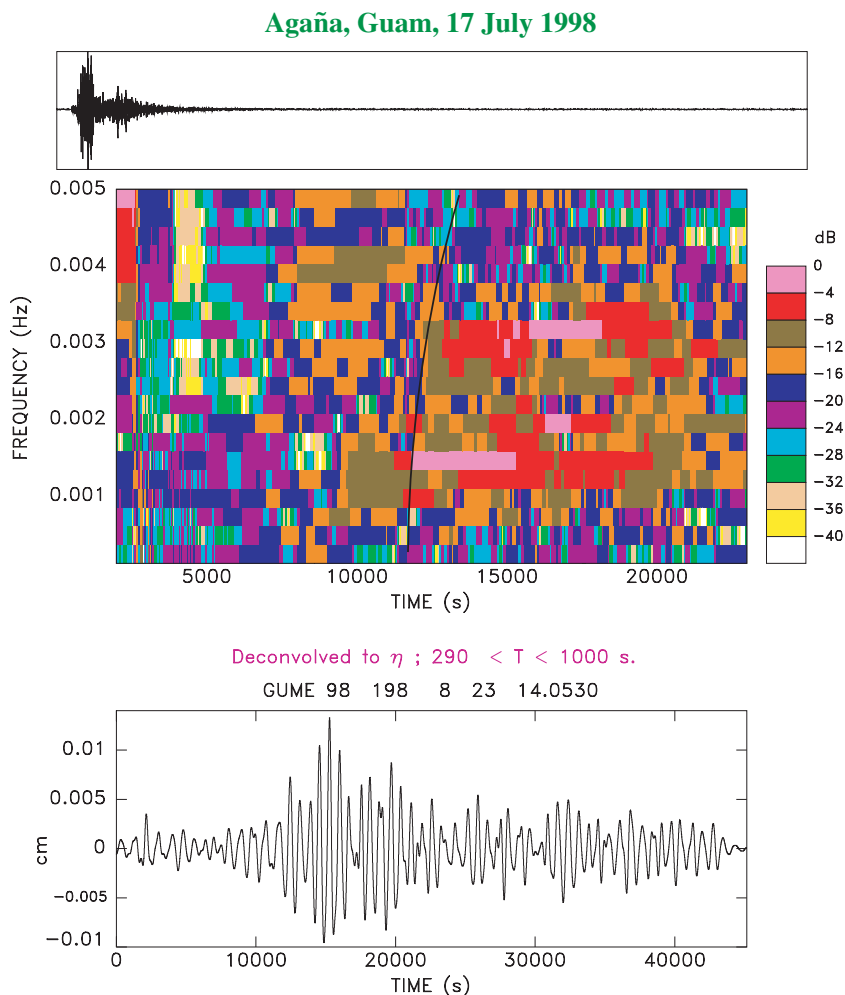 Agaña, Guam, 17 July 1998
0.005
0.004
0.003
0.002
0.001
FREQUENCY (Hz)
5000 10000 15000 20000
TIME (s)
dB
0
−4
−8
−12
−16
−20
−24
−28
−32
−36
−40
Deconvolved to η ; 290 < T < 1000 s.
GUME 98 198 8 23 14.0530
0.01
0.005
0
−0.005
−0.01
cm
0 10000 20000 30000 40000
TIME (s)